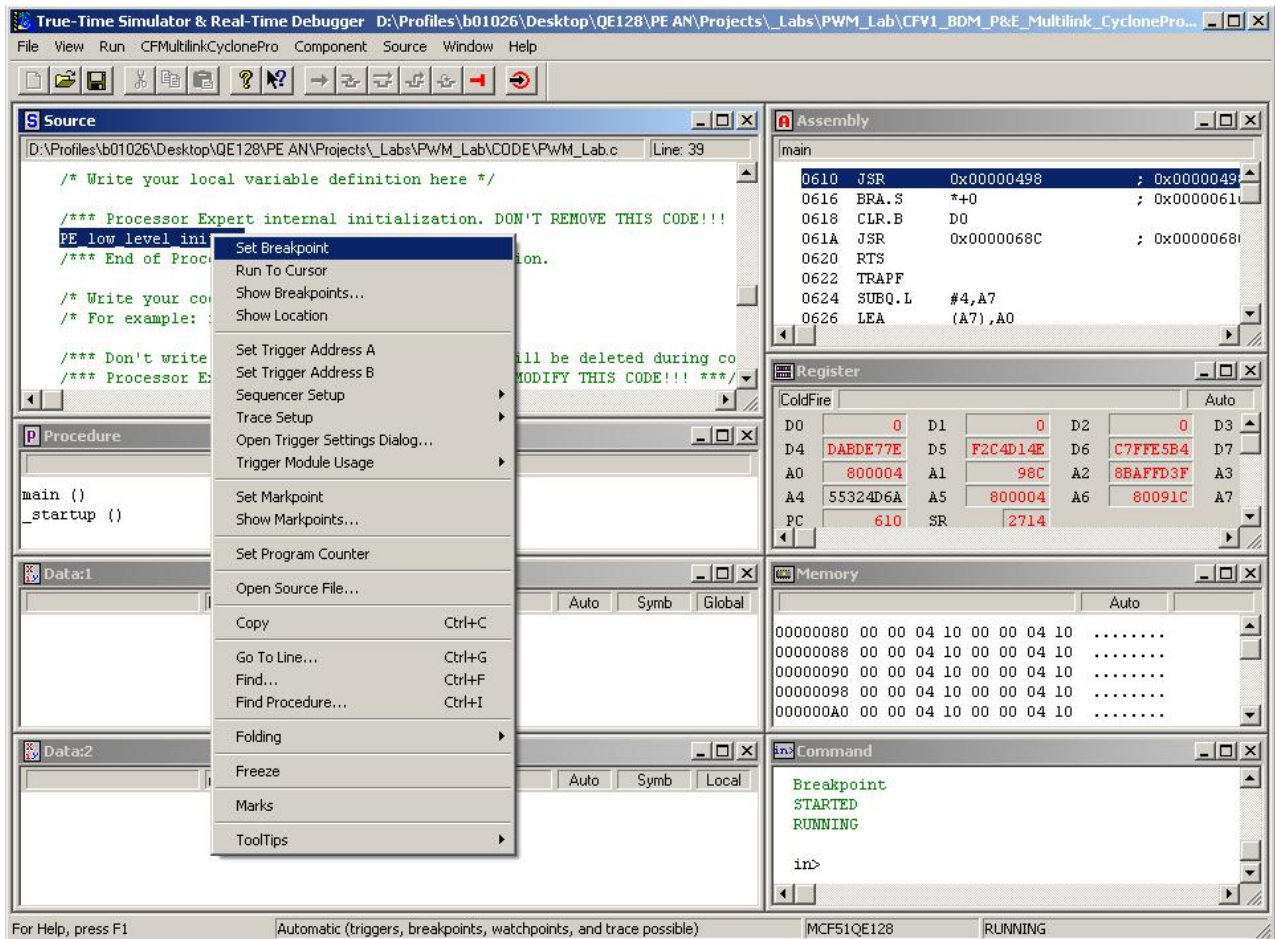 True-Time Simulator & Real-Time Debugger D:\Profiles\b01026\Desktop\QE128\PE AN\Projects\_Labs\PWM_Lab\CFV1_BDM_P&E_Multilink_CyclonePro...
File View Run CFMultilinkCyclonePro Component Source Window Help
Source
D:\Profiles\b01026\Desktop\QE128\PE AN\Projects\_Labs\PWM_Lab\CODE\PWM_Lab.c Line: 39
/* Write your local variable definition here */
/*** Processor Expert internal initialization. DON'T REMOVE THIS CODE!!!
PE_low_level_ini
/*** End of Proc ion.
/* Write your co
/* For example:
/*** Don't write ill be deleted during co
/*** Processor E MODIFY THIS CODE!!! ***/
Set Breakpoint
Run To Cursor
Show Breakpoints...
Show Location
Set Trigger Address A
Set Trigger Address B
Sequencer Setup
Trace Setup
Open Trigger Settings Dialog...
Trigger Module Usage
Set Markpoint
Show Markpoints...
Set Program Counter
Open Source File...
Copy Ctrl+C
Go To Line... Ctrl+G
Find... Ctrl+F
Find Procedure... Ctrl+I
Folding
Freeze
Marks
ToolTips
Procedure
main ()
_startup ()
Data:1
Auto Symb Global
Data:2
Auto Symb Local
Assembly
main
0610 JSR 0x00000498 ; 0x0000049
0616 BRA.S *+0 ; 0x0000061
0618 CLR.B D0
061A JSR 0x0000068C ; 0x0000068
0620 RTS
0622 TRAPF
0624 SUBQ.L #4,A7
0626 LEA (A7),A0
Register
ColdFire Auto
D0 0 D1 0 D2 0 D3
D4 DABDE77E D5 F2C4D14E D6 C7FFE5B4 D7
A0 800004 A1 98C A2 8BAFFD3F A3
A4 55324D6A A5 800004 A6 80091C A7
PC 610 SR 2714
Memory
Auto
00000080 00 00 04 10 00 00 04 10 ........
00000088 00 00 04 10 00 00 04 10 ........
00000090 00 00 04 10 00 00 04 10 ........
00000098 00 00 04 10 00 00 04 10 ........
000000A0 00 00 04 10 00 00 04 10 ........
Command
Breakpoint
STARTED
RUNNING
in>
For Help, press F1 Automatic (triggers, breakpoints, watchpoints, and trace possible) MCF51QE128 RUNNING